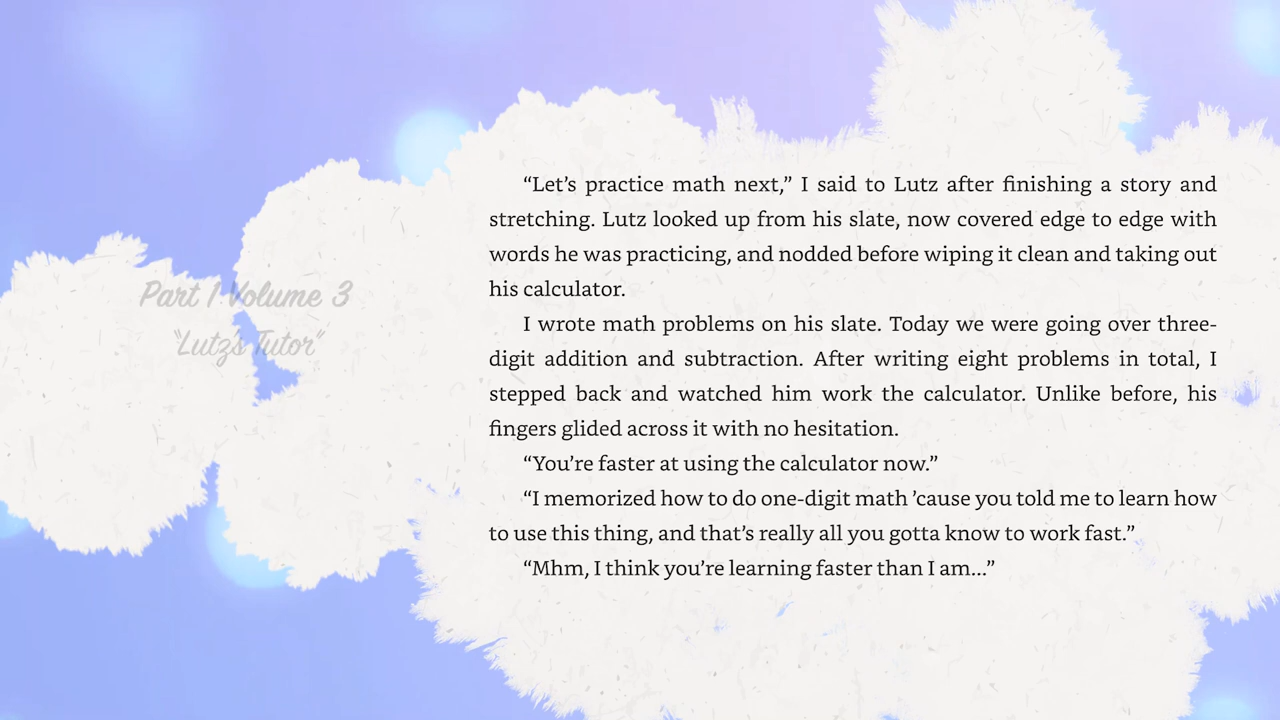 Part 1 Volume 3
“Lutz’s Tutor”
“Let’s practice math next,” I said to Lutz after finishing a story and
stretching. Lutz looked up from his slate, now covered edge to edge with
words he was practicing, and nodded before wiping it clean and taking out
his calculator.
I wrote math problems on his slate. Today we were going over three-
digit addition and subtraction. After writing eight problems in total, I
stepped back and watched him work the calculator. Unlike before, his
fingers glided across it with no hesitation.
“You’re faster at using the calculator now.”
“I memorized how to do one-digit math ’cause you told me to learn how
to use this thing, and that’s really all you gotta know to work fast.”
“Mhm, I think you’re learning faster than I am...”